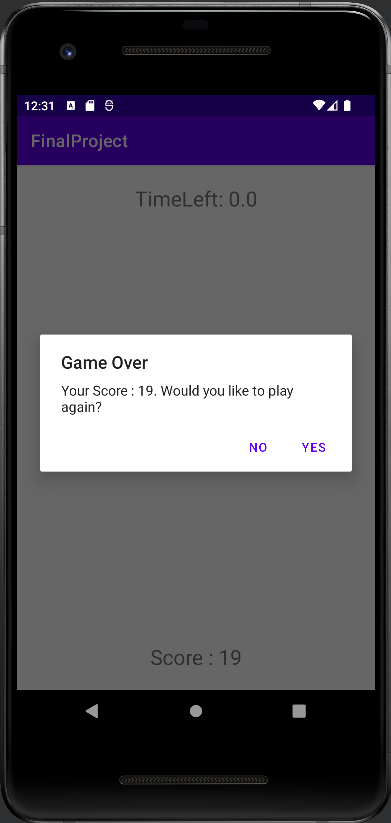 12:31
FinalProject
TimeLeft: 0.0
Game Over
Your Score : 19. Would you like to play
again?
NO YES
Score : 19